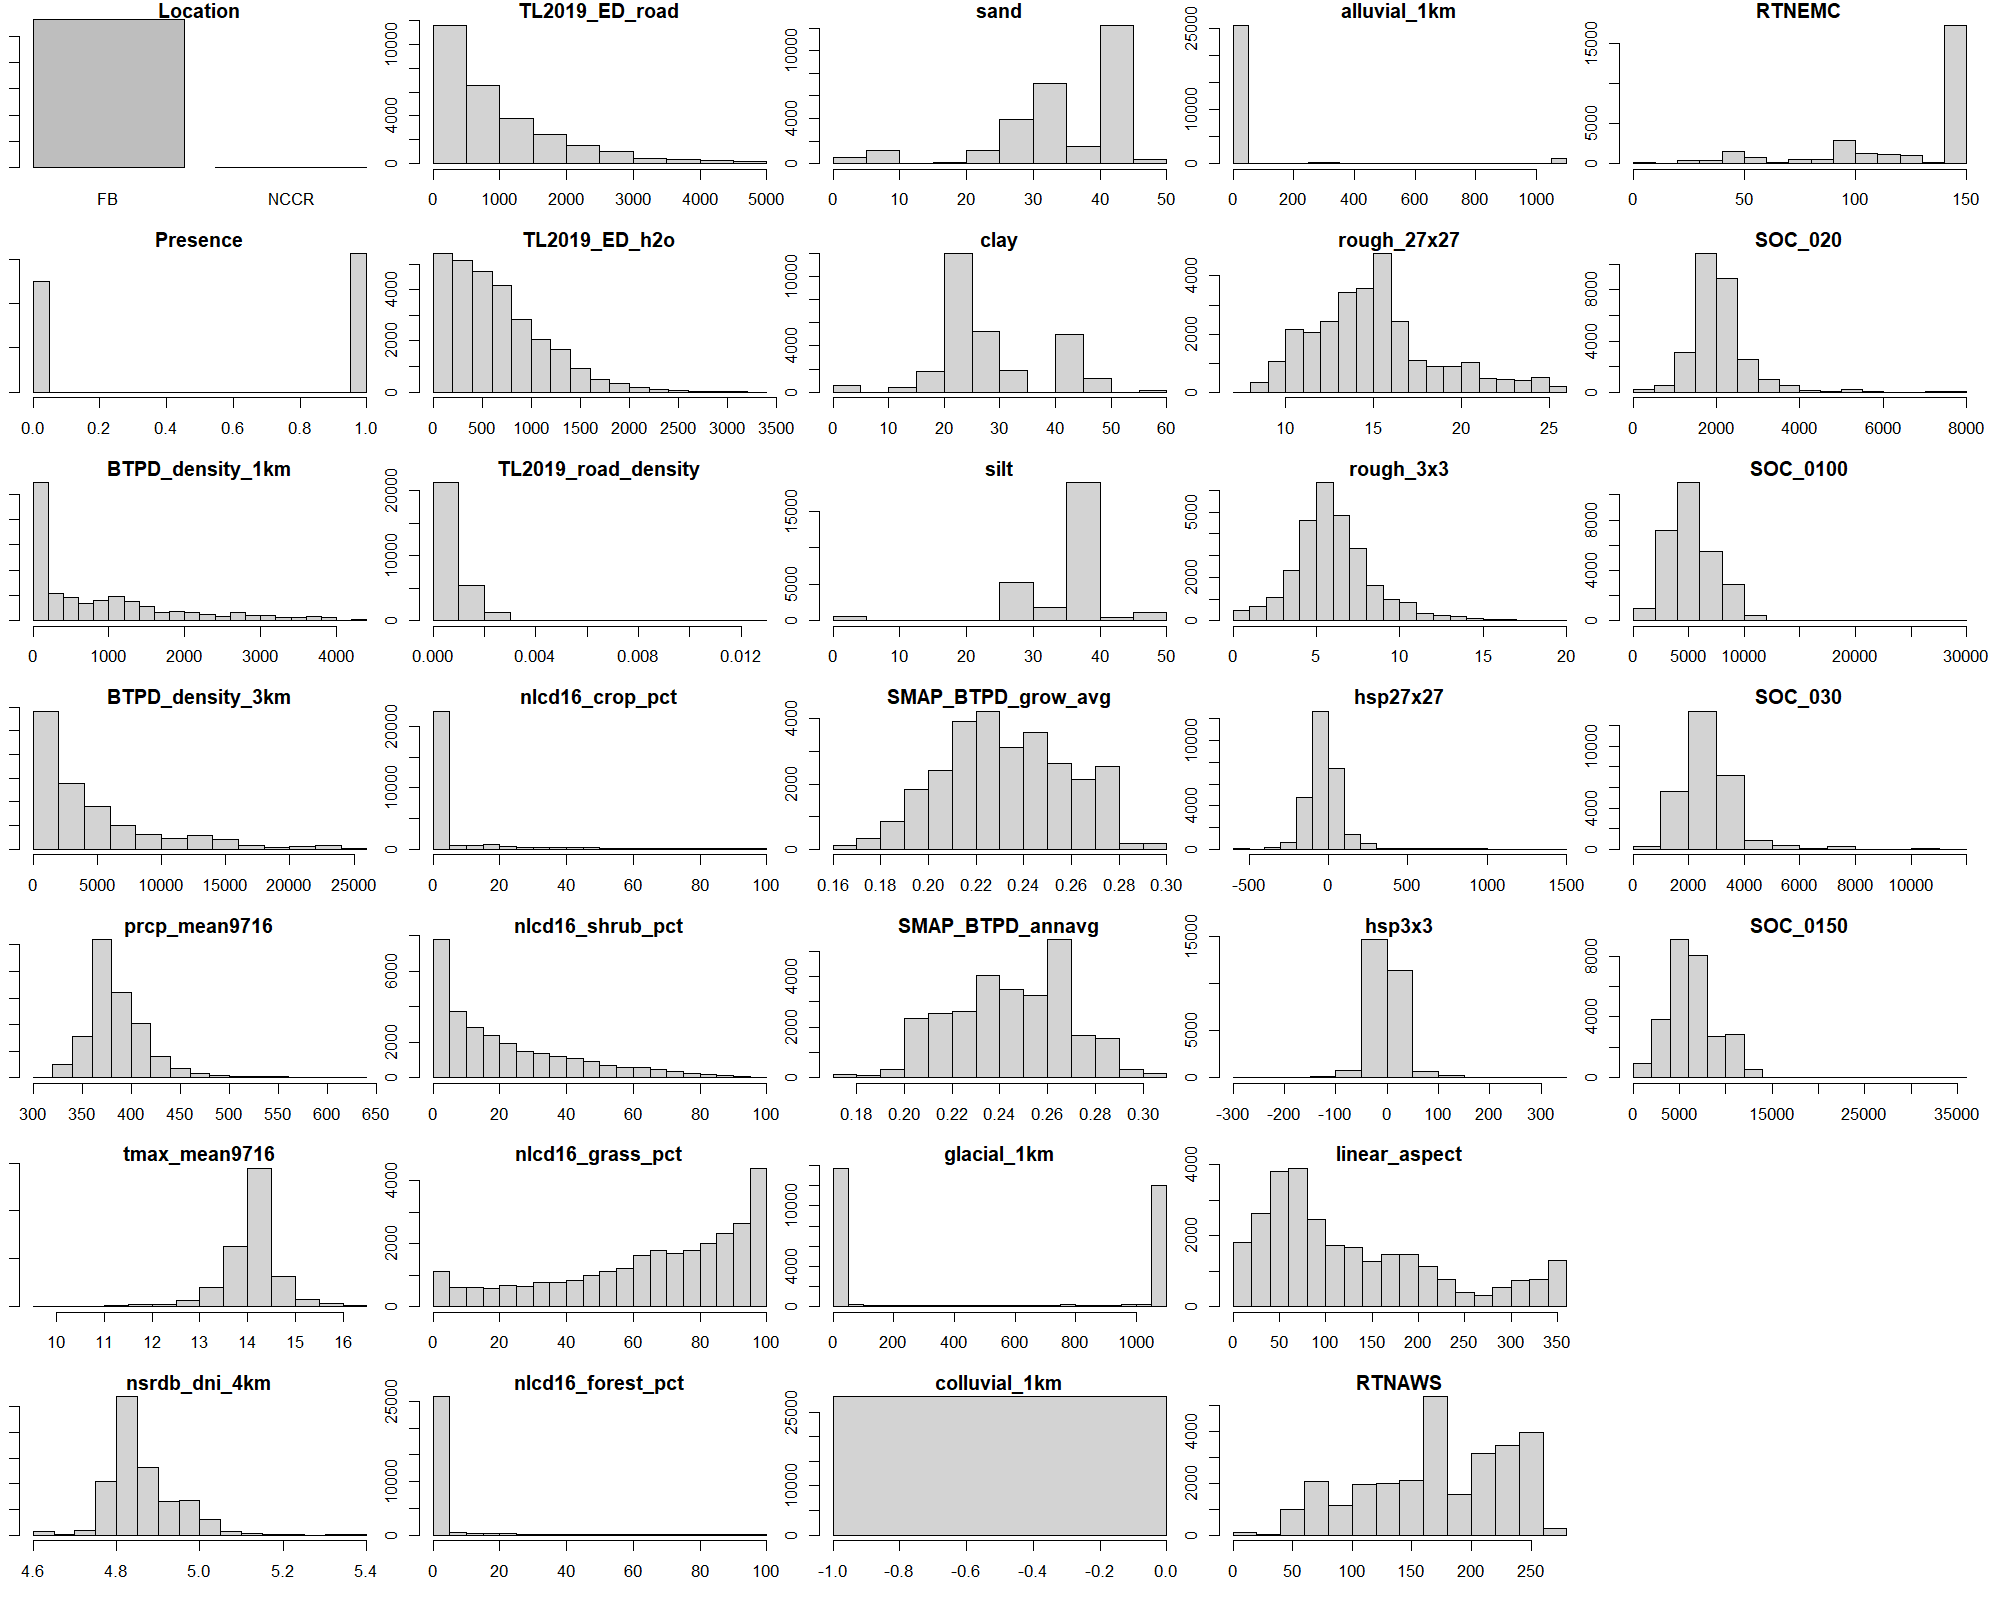 Location
FB NCCR
TL2019_ED_road
0 4000 10000
0 1000 2000 3000 4000 5000
sand
0 4000 10000
0 10 20 30 40 50
alluvial_1km
0 10000 25000
0 200 400 600 800 1000
RTNEMC
0 5000 15000
0 50 100 150
Presence
0.0 0.2 0.4 0.6 0.8 1.0
TL2019_ED_h2o
0 2000 4000
0 500 1000 1500 2000 2500 3000 3500
clay
0 4000 10000
0 10 20 30 40 50 60
rough_27x27
0 2000 4000
10 15 20 25
SOC_020
0 4000 8000
0 2000 4000 6000 8000
BTPD_density_1km
0 1000 2000 3000 4000
TL2019_road_density
0 10000 20000
0.000 0.004 0.008 0.012
silt
0 5000 15000
0 10 20 30 40 50
rough_3x3
0 2000 5000
0 5 10 15 20
SOC_0100
0 4000 8000
0 5000 10000 20000 30000
BTPD_density_3km
0 5000 10000 15000 20000 25000
nlcd16_crop_pct
0 10000 20000
0 20 40 60 80 100
SMAP_BTPD_grow_avg
0 2000 4000
0.16 0.18 0.20 0.22 0.24 0.26 0.28 0.30
hsp27x27
0 4000 10000
-500 0 500 1000 1500
SOC_030
0 4000 10000
0 2000 4000 6000 8000 10000
prcp_mean9716
300 350 400 450 500 550 600 650
nlcd16_shrub_pct
0 2000 6000
0 20 40 60 80 100
SMAP_BTPD_annavg
0 2000 4000
0.18 0.20 0.22 0.24 0.26 0.28 0.30
hsp3x3
0 5000 15000
-300 -200 -100 0 100 200 300
SOC_0150
0 4000 8000
0 5000 15000 25000 35000
tmax_mean9716
10 11 12 13 14 15 16
nlcd16_grass_pct
0 2000 4000
0 20 40 60 80 100
glacial_1km
0 4000 10000
0 200 400 600 800 1000
linear_aspect
0 2000 4000
0 50 100 150 200 250 300 350
nsrdb_dni_4km
4.6 4.8 5.0 5.2 5.4
nlcd16_forest_pct
0 10000 25000
0 20 40 60 80 100
colluvial_1km
0 10000 25000
-1.0 -0.8 -0.6 -0.4 -0.2 0.0
RTNAWS
0 2000 4000
0 50 100 150 200 250